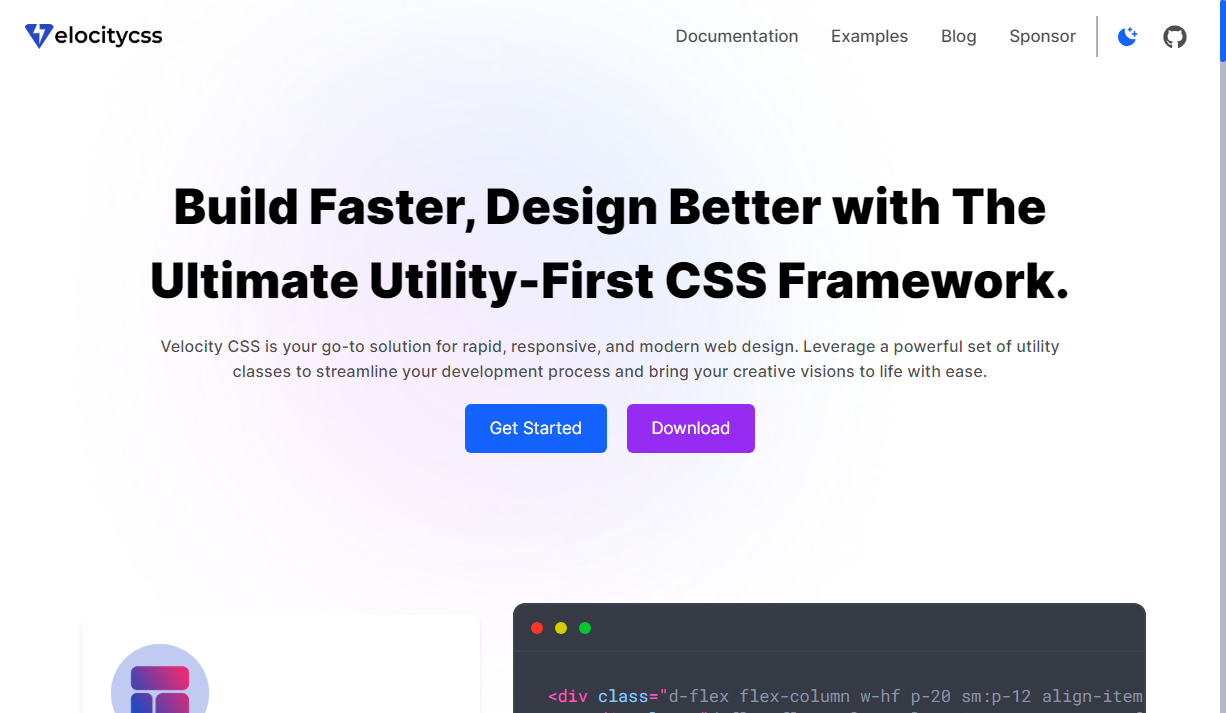 Velocitycss
Documentation
Examples
Blog
Sponsor
Build Faster, Design Better with The
Ultimate Utility-First CSS Framework.
Velocity CSS is your go-to solution for rapid, responsive, and modern web design. Leverage a powerful set of utility
classes to streamline your development process and bring your creative visions to life with ease.
Get Started
Download
<div class="d-flex flex-column w-hf p-20 sm:p-12 align-item